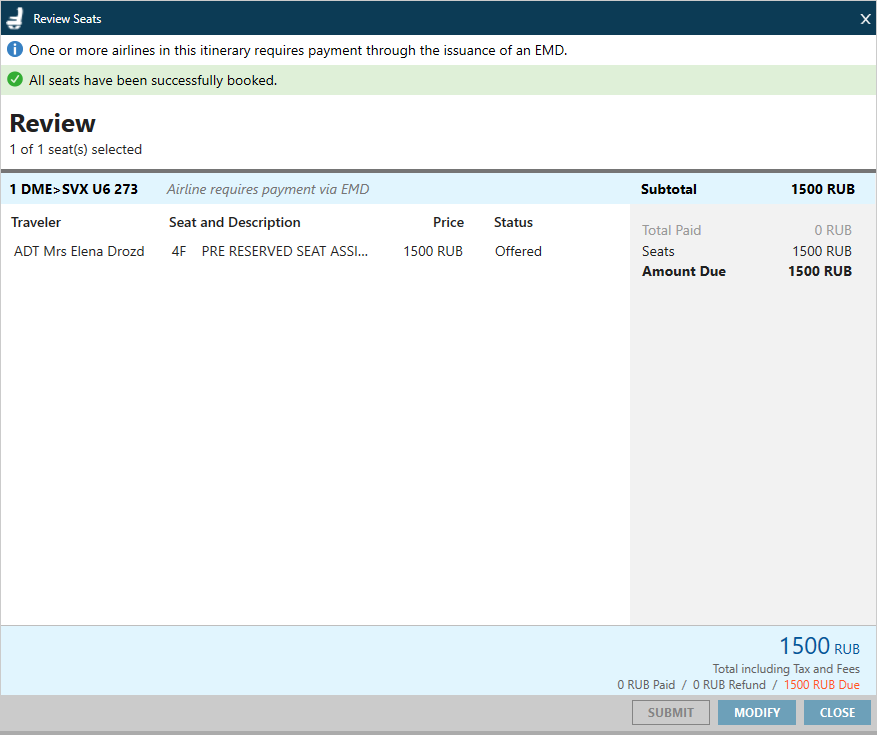 Review Seats X
One or more airlines in this itinerary requires payment through the issuance of an EMD.
All seats have been successfully booked.
Review
1 of 1 seat(s) selected
1 DME>SVX U6 273 Airline requires payment via EMD
Traveler Seat and Description Price Status
ADT Mrs Elena Drozd 4F PRE RESERVED SEAT ASSI... 1500 RUB Offered
Subtotal 1500 RUB
Total Paid 0 RUB
Seats 1500 RUB
Amount Due 1500 RUB
1500 RUB
Total including Tax and Fees
0 RUB Paid / 0 RUB Refund / 1500 RUB Due
SUBMIT MODIFY CLOSE